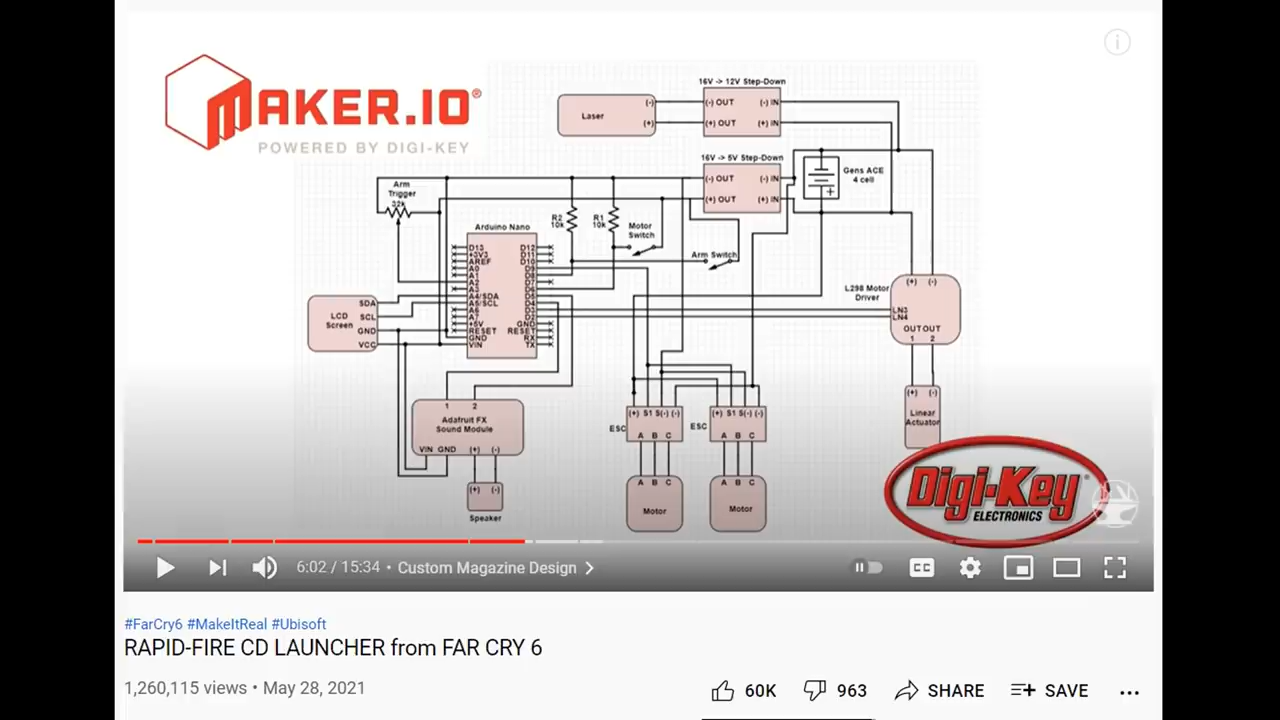 MAKER.IO®
POWERED BY DIGI-KEY
16V -> 12V Step-Down
Laser
(-)
(+)
(-) OUT (-) IN
(+) OUT (+) IN
16V -> 5V Step-Down
(-) OUT (-) IN
(+) OUT (+) IN
Gens ACE
4 cell
+
Arm
Trigger
32k
R2
10k
R1
10k
Motor
Switch
Arm Switch
Arduino Nano
D13 D12
+3V3 D11
AREF D10
A0 D9
A1 D8
A2 D7
A3 D6
A4/SDA D5
A5/SCL D4
A6 D3
A7 D2
+5V GND
RESET RESET
GND RX
VIN TX
LCD
Screen
SDA
SCL
GND
VCC
L298 Motor
Driver
(+) (-)
LN3
LN4
OUT OUT
1 2
(+) (-)
Linear
Actuator
1 2
Adafruit FX
Sound Module
VIN GND (+) (-)
(+) (-)
Speaker
ESC
(+) S1 S(-) (-)
A B C
ESC
(+) S1 S(-) (-)
A B C
A B C
Motor
A B C
Motor
Digi-Key®
ELECTRONICS
6:02 / 15:34 • Custom Magazine Design
CC
#FarCry6 #MakeItReal #Ubisoft
RAPID-FIRE CD LAUNCHER from FAR CRY 6
1,260,115 views • May 28, 2021
60K 963 SHARE SAVE